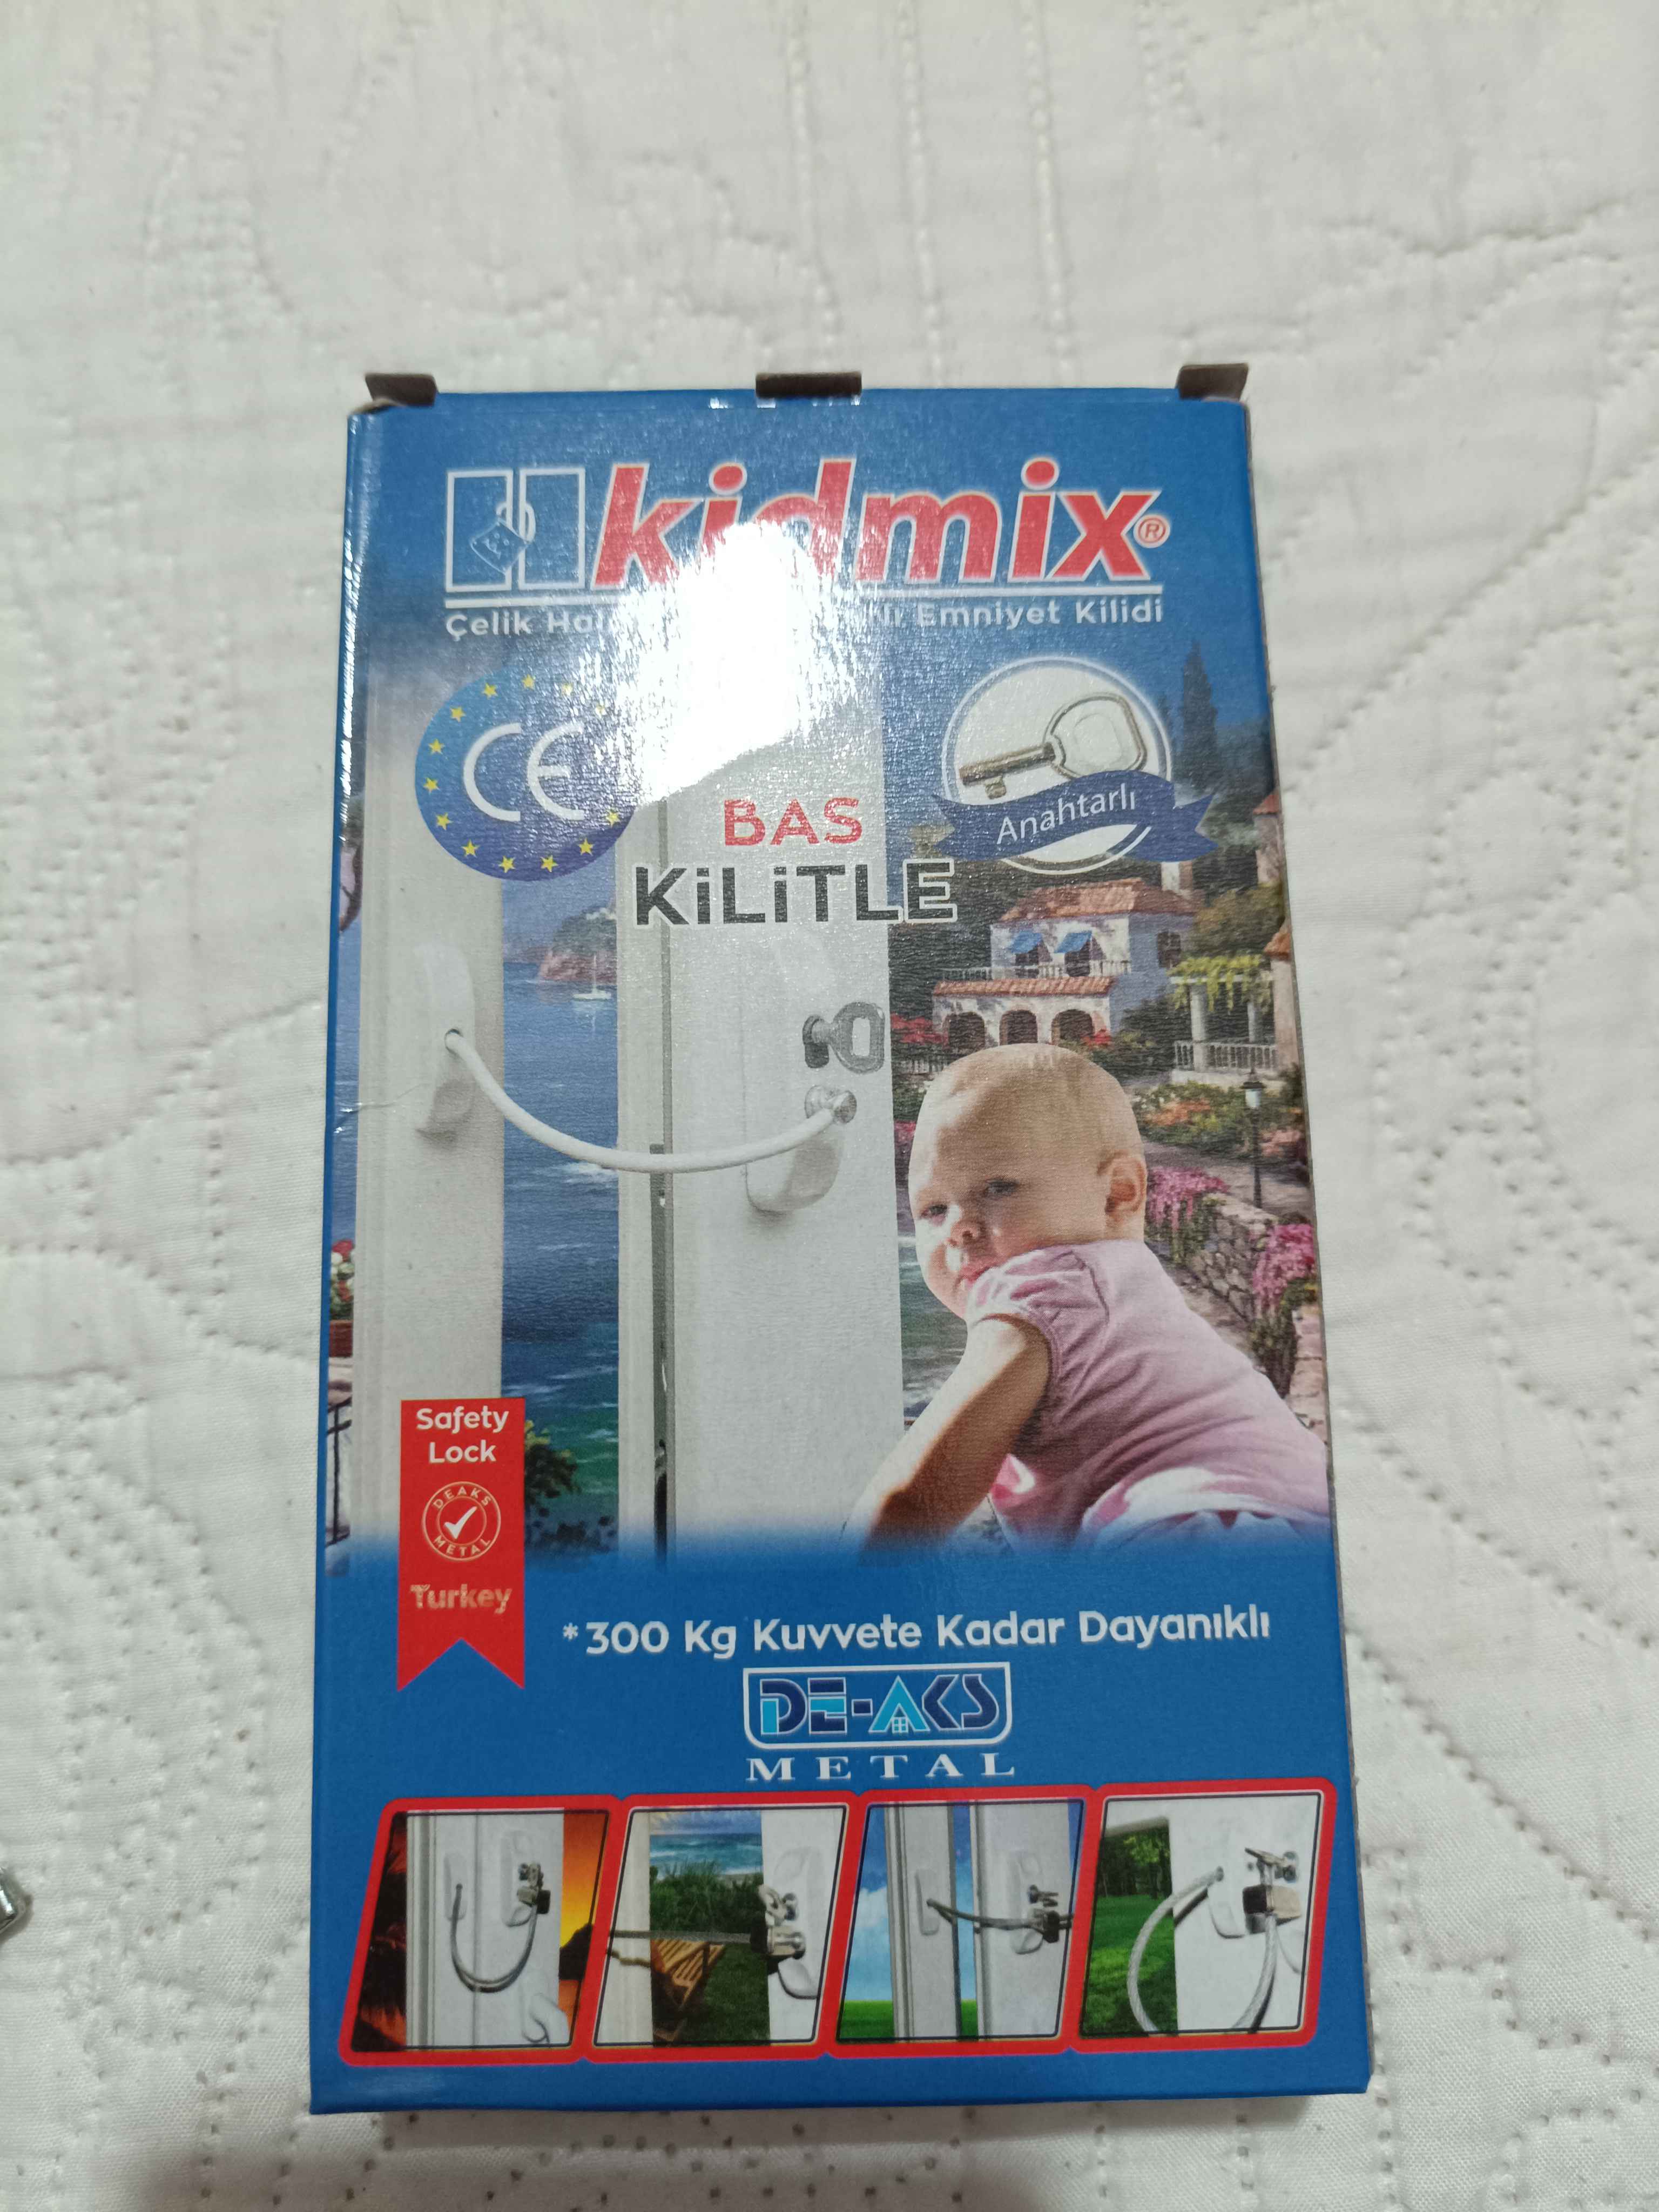 kidmix®
Çelik Emniyet Kilidi
CE
Anahtarlı
BAS
KiLiTLE
Safety
Lock
DEAKS
METAL
Turkey
*300 Kg Kuvvete Kadar Dayanıklı
DE-AKS
METAL